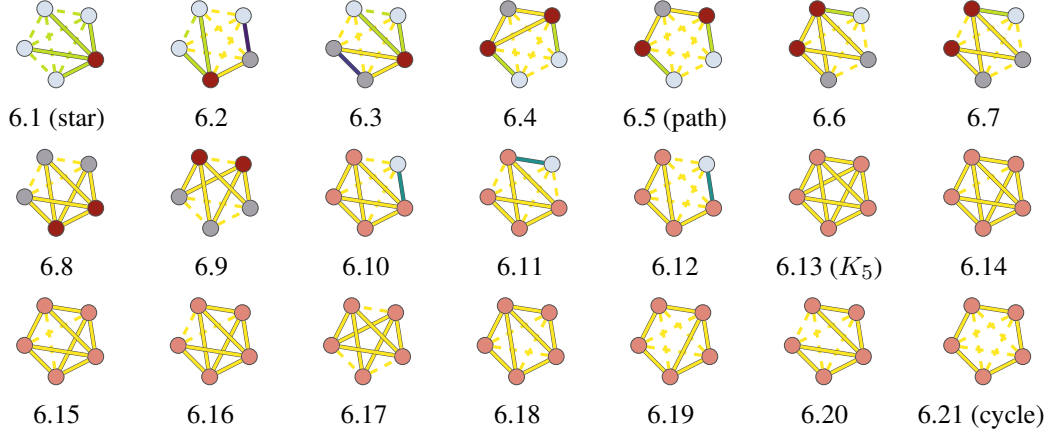 6.1 (star) 6.2 6.3 6.4 6.5 (path) 6.6 6.7
6.8 6.9 6.10 6.11 6.12 6.13 (K₅) 6.14
6.15 6.16 6.17 6.18 6.19 6.20 6.21 (cycle)